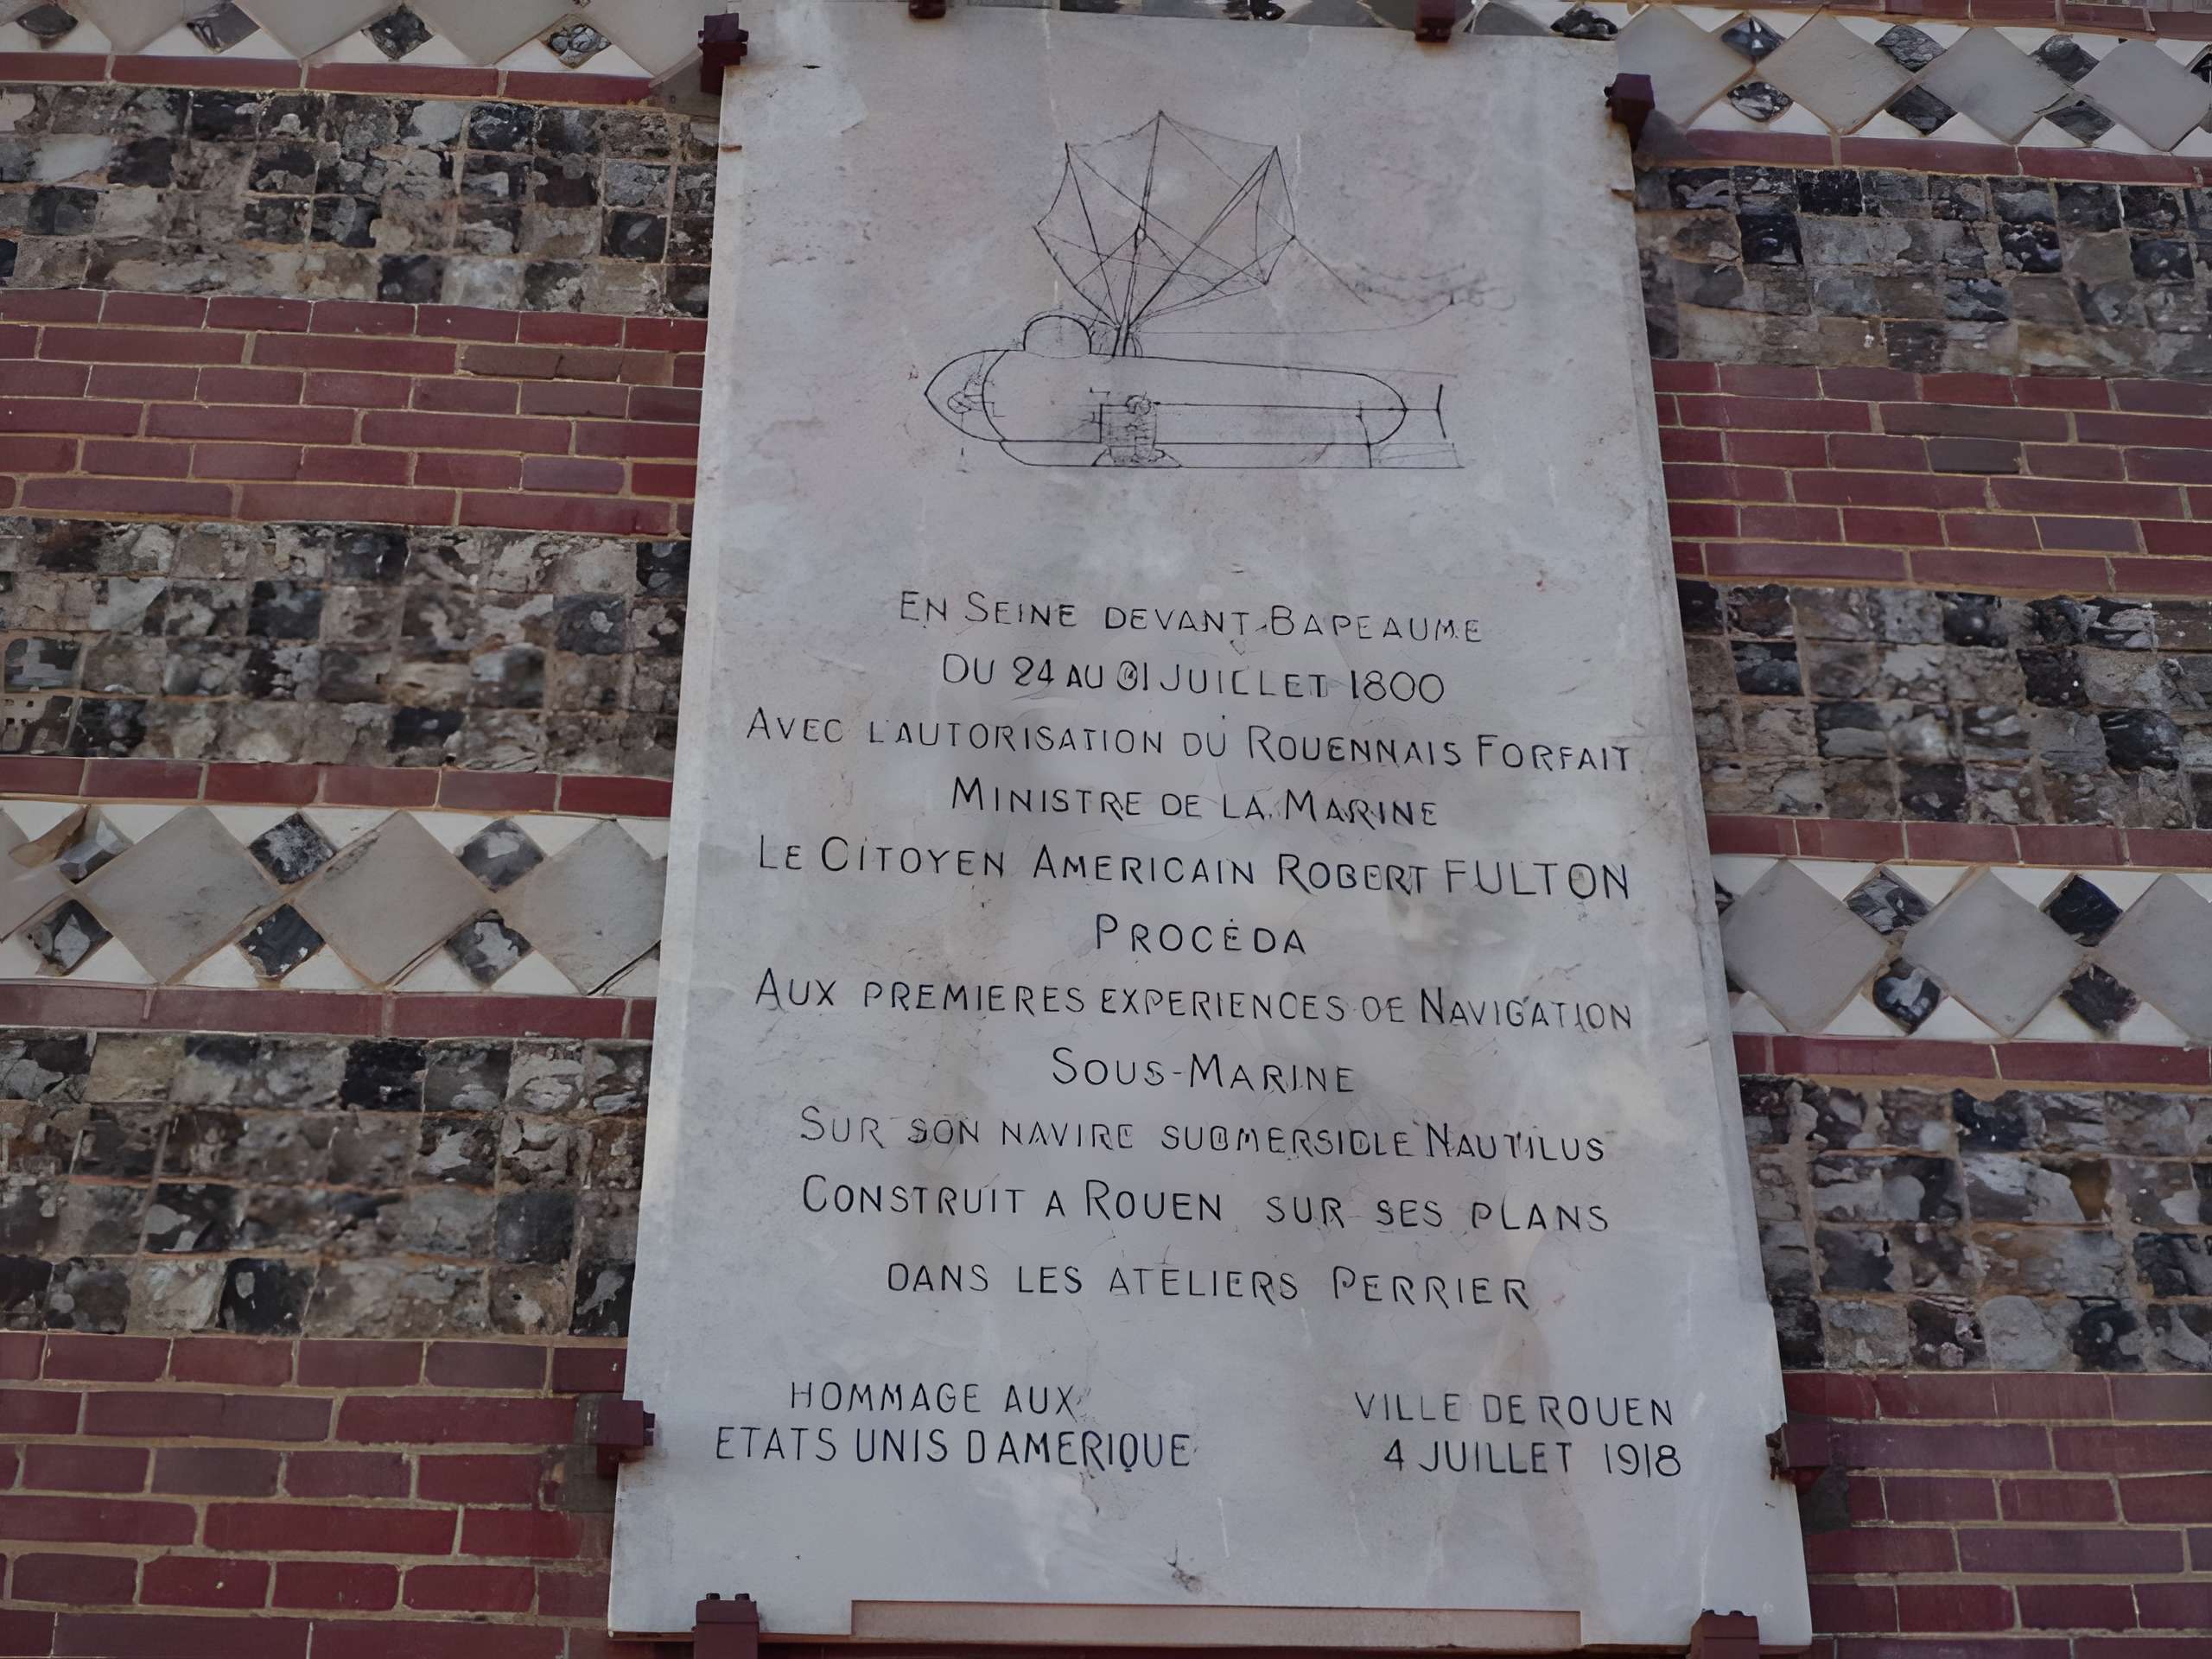 EN SEINE DEVANT BAPEAUME
DU 24 AU 31 JUILLET 1800
AVEC L'AUTORISATION DU ROUENNAIS FORFAIT
MINISTRE DE LA MARINE
LE CITOYEN AMERICAIN ROBERT FULTON
PROCÉDA
AUX PREMIERES EXPERIENCES DE NAVIGATION
SOUS-MARINE
SUR SON NAVIRE SUBMERSIBLE NAUTILUS
CONSTRUIT A ROUEN SUR SES PLANS
DANS LES ATELIERS PERRIER
HOMMAGE AUX
ETATS UNIS D AMERIQUE
VILLE DE ROUEN
4 JUILLET 1918